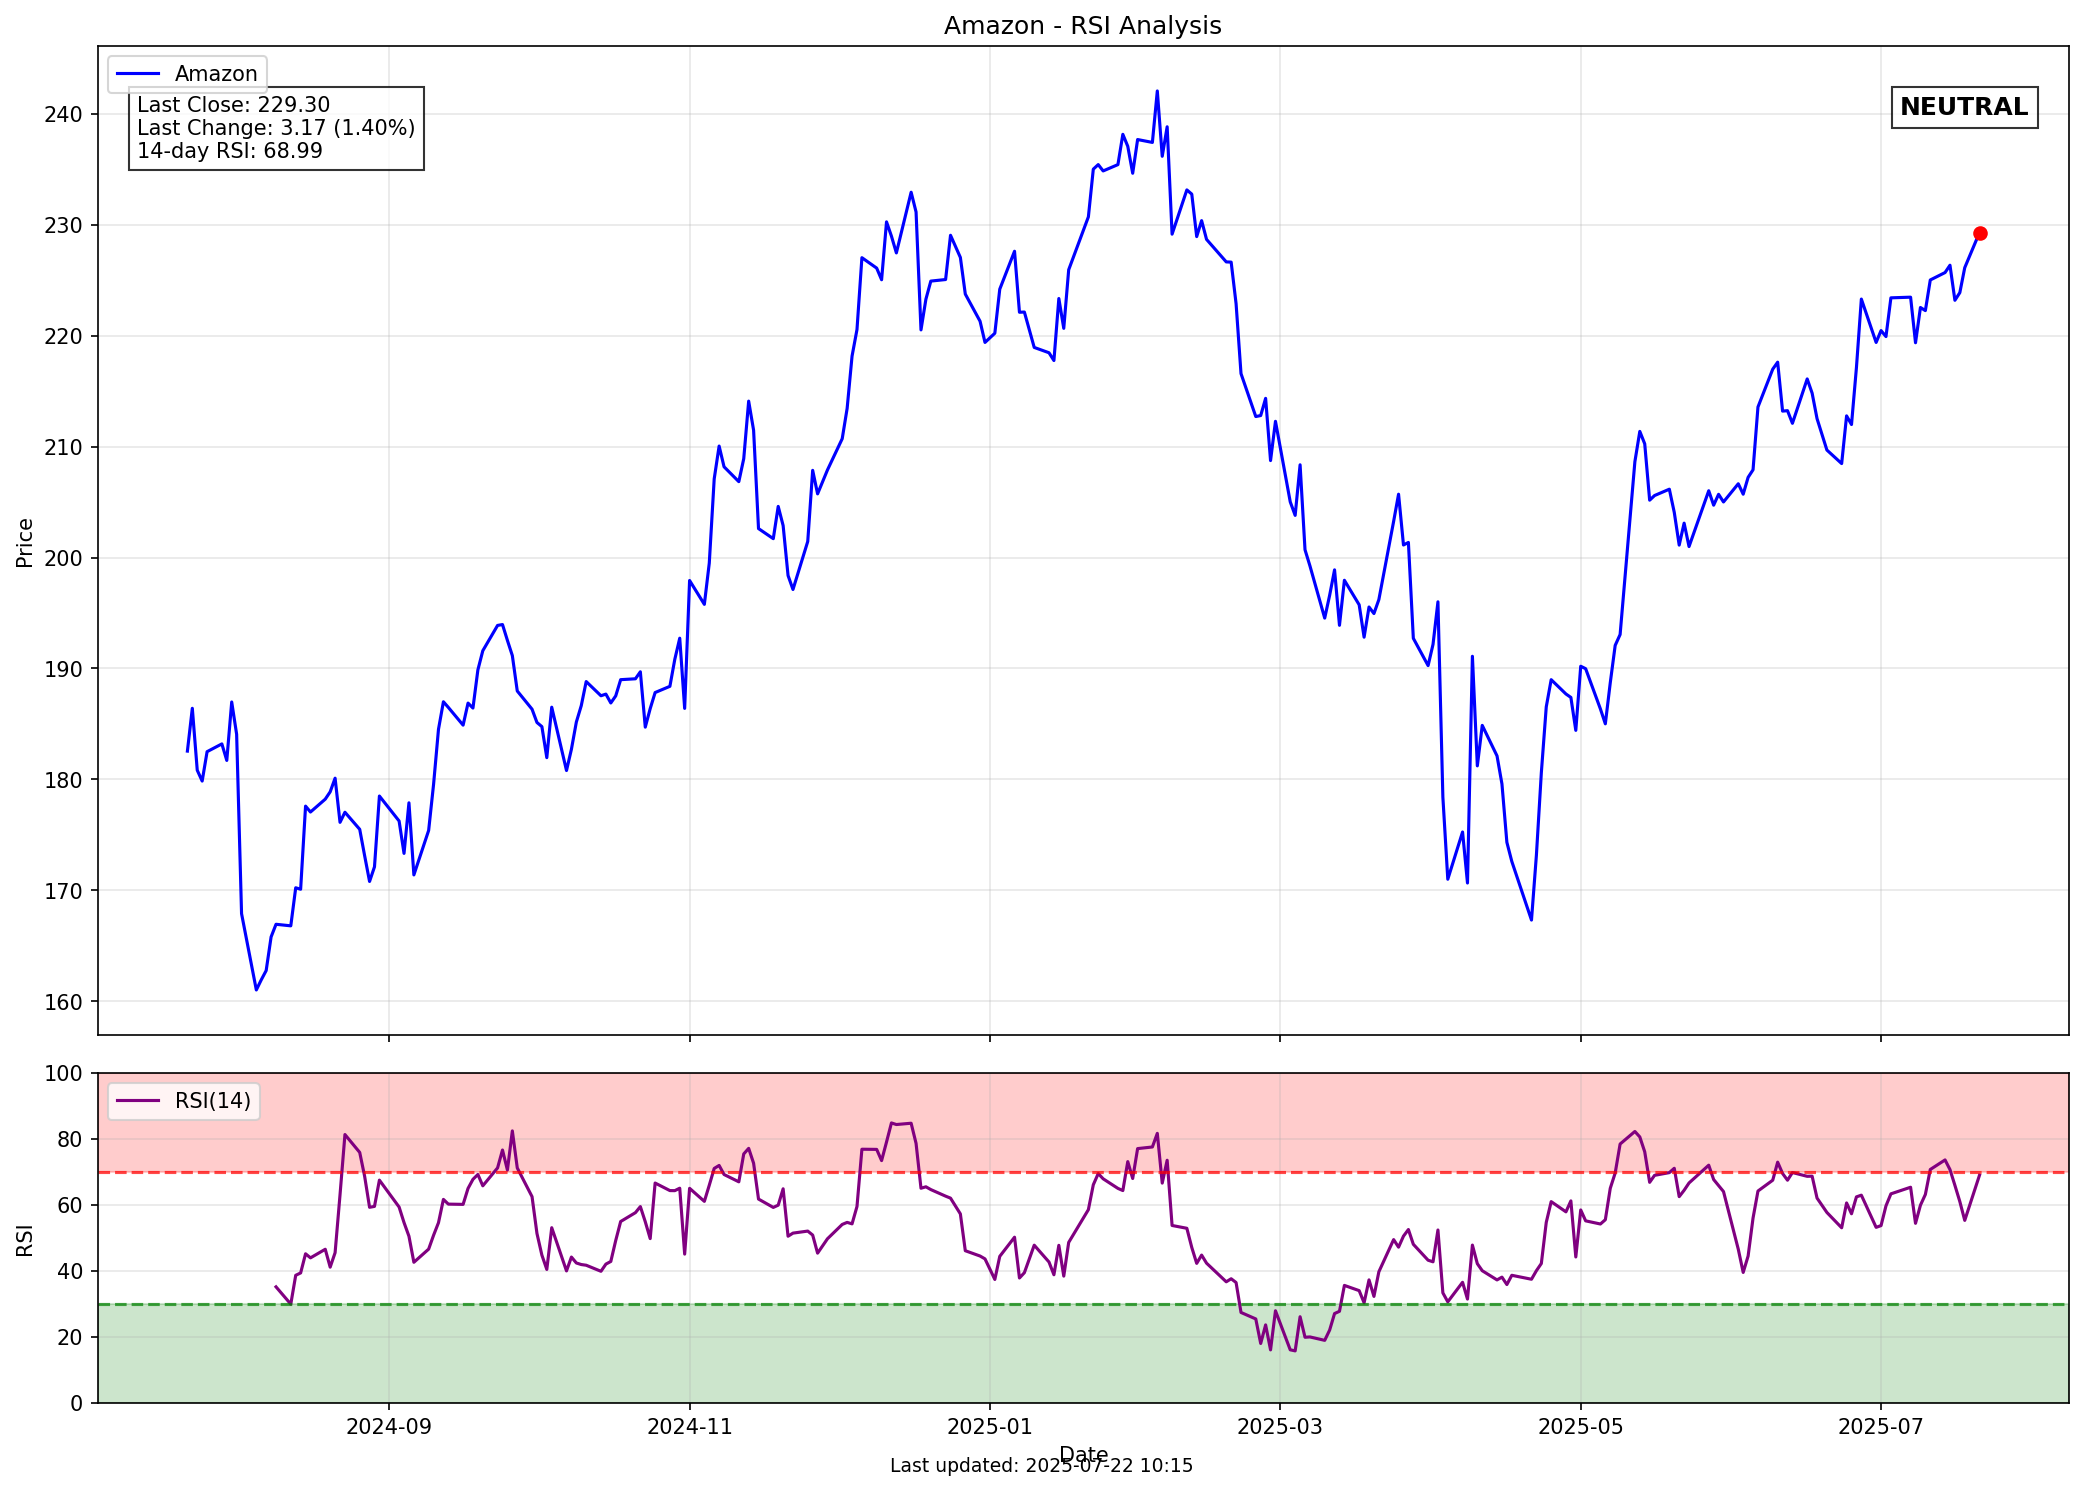 Amazon - RSI Analysis
Amazon
Last Close: 229.30
Last Change: 3.17 (1.40%)
14-day RSI: 68.99
NEUTRAL
240
230
220
210
200
190
180
170
160
Price
RSI(14)
100
80
60
40
20
0
RSI
2024-09
2024-11
2025-01
2025-03
2025-05
2025-07
Date
Last updated: 2025-07-22 10:15